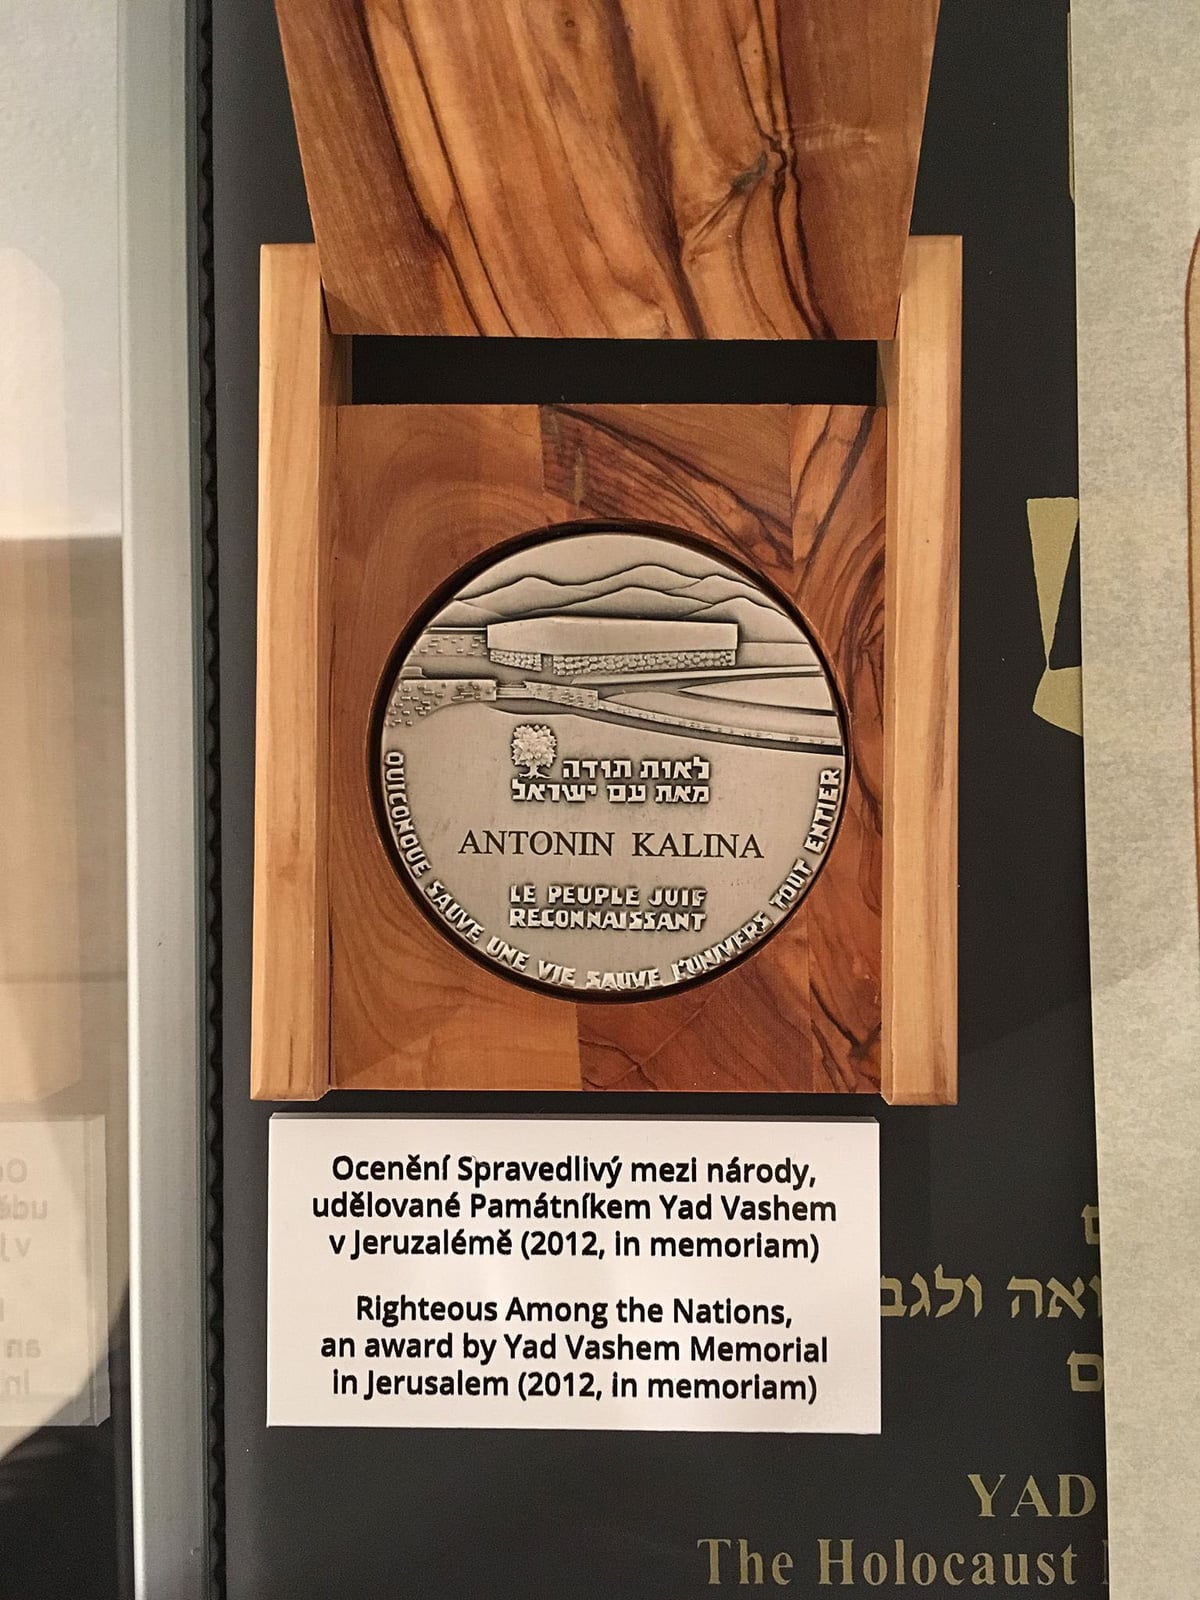 לאות תודה
מאת עם ישראל
ANTONIN KALINA
LE PEUPLE JUIF
RECONNAISSANT
QUICONQUE SAUVE UNE VIE SAUVE L'UNIVERS TOUT ENTIER
Ocenění Spravedlivý mezi národy,
udělované Památníkem Yad Vashem
v Jeruzalémě (2012, in memoriam)
Righteous Among the Nations,
an award by Yad Vashem Memorial
in Jerusalem (2012, in memoriam)
YAD
The Holocaust